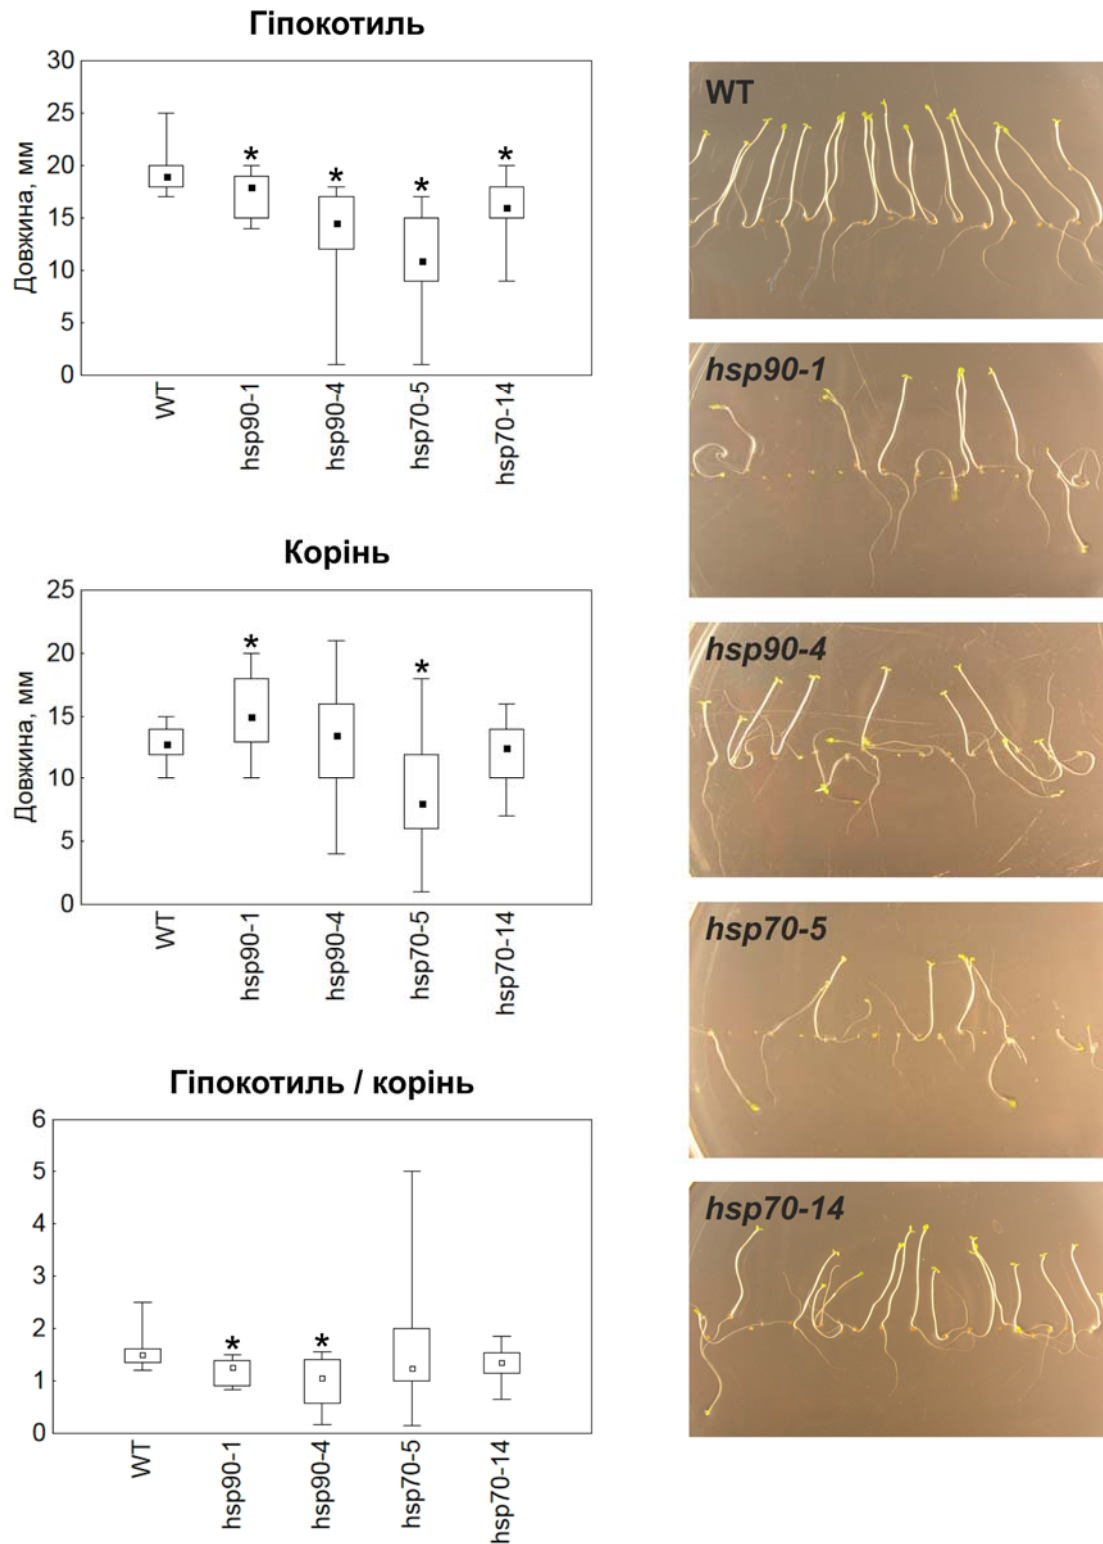 Гіпокотиль
Довжина, мм
30
25
20
15
10
5
0
* * * *
WT
hsp90-1
hsp90-4
hsp70-5
hsp70-14
Корінь
Довжина, мм
25
20
15
10
5
0
* *
WT
hsp90-1
hsp90-4
hsp70-5
hsp70-14
Гіпокотиль / корінь
6
5
4
3
2
1
0
* *
WT
hsp90-1
hsp90-4
hsp70-5
hsp70-14
WT
hsp90-1
hsp90-4
hsp70-5
hsp70-14